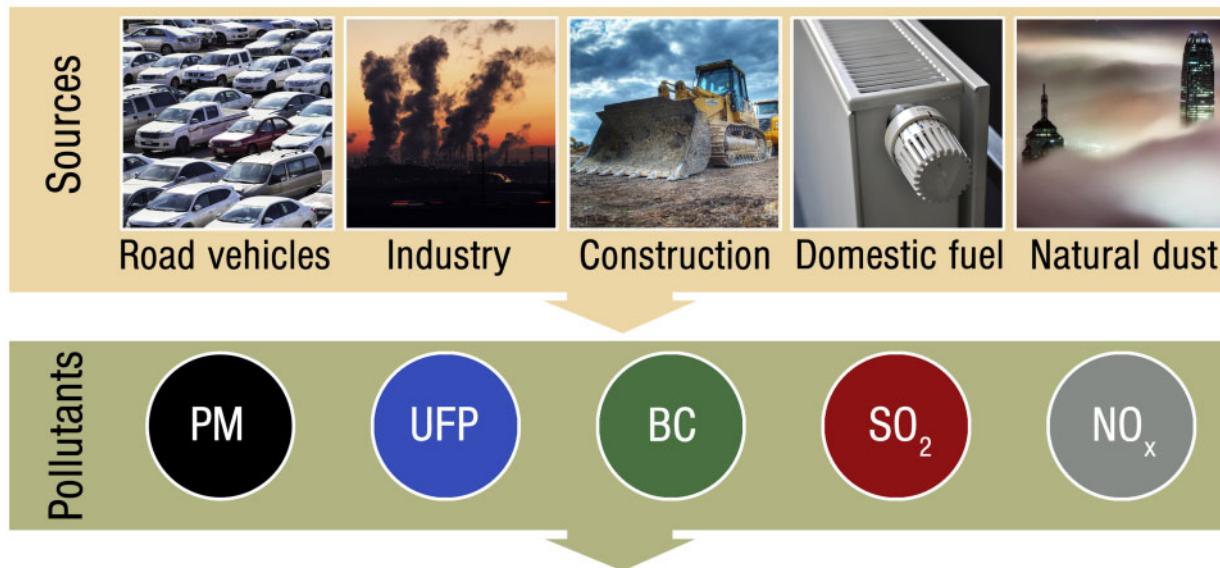 Sources
Road vehicles
Industry
Construction
Domestic fuel
Natural dust
Pollutants
PM
UFP
BC
SO₂
NOₓ